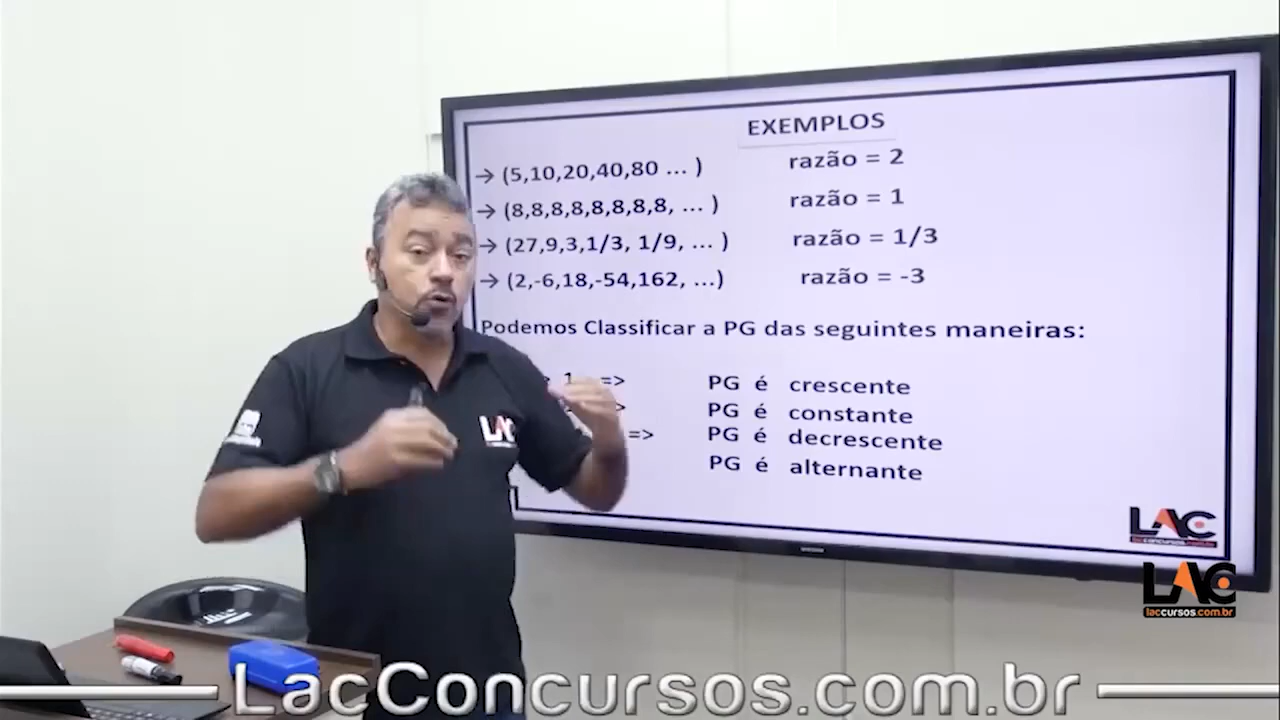 EXEMPLOS
→ (5,10,20,40,80 ... ) razão = 2
→ (8,8,8,8,8,8,8,8, ... ) razão = 1
→ (27,9,3,1/3, 1/9, ... ) razão = 1/3
→ (2,-6,18,-54,162, ...) razão = -3
Podemos Classificar a PG das seguintes maneiras:
1 => PG é crescente
PG é constante
=> PG é decrescente
PG é alternante
LAC
LAC
laccursos.com.br
LAC
LacConcursos.com.br